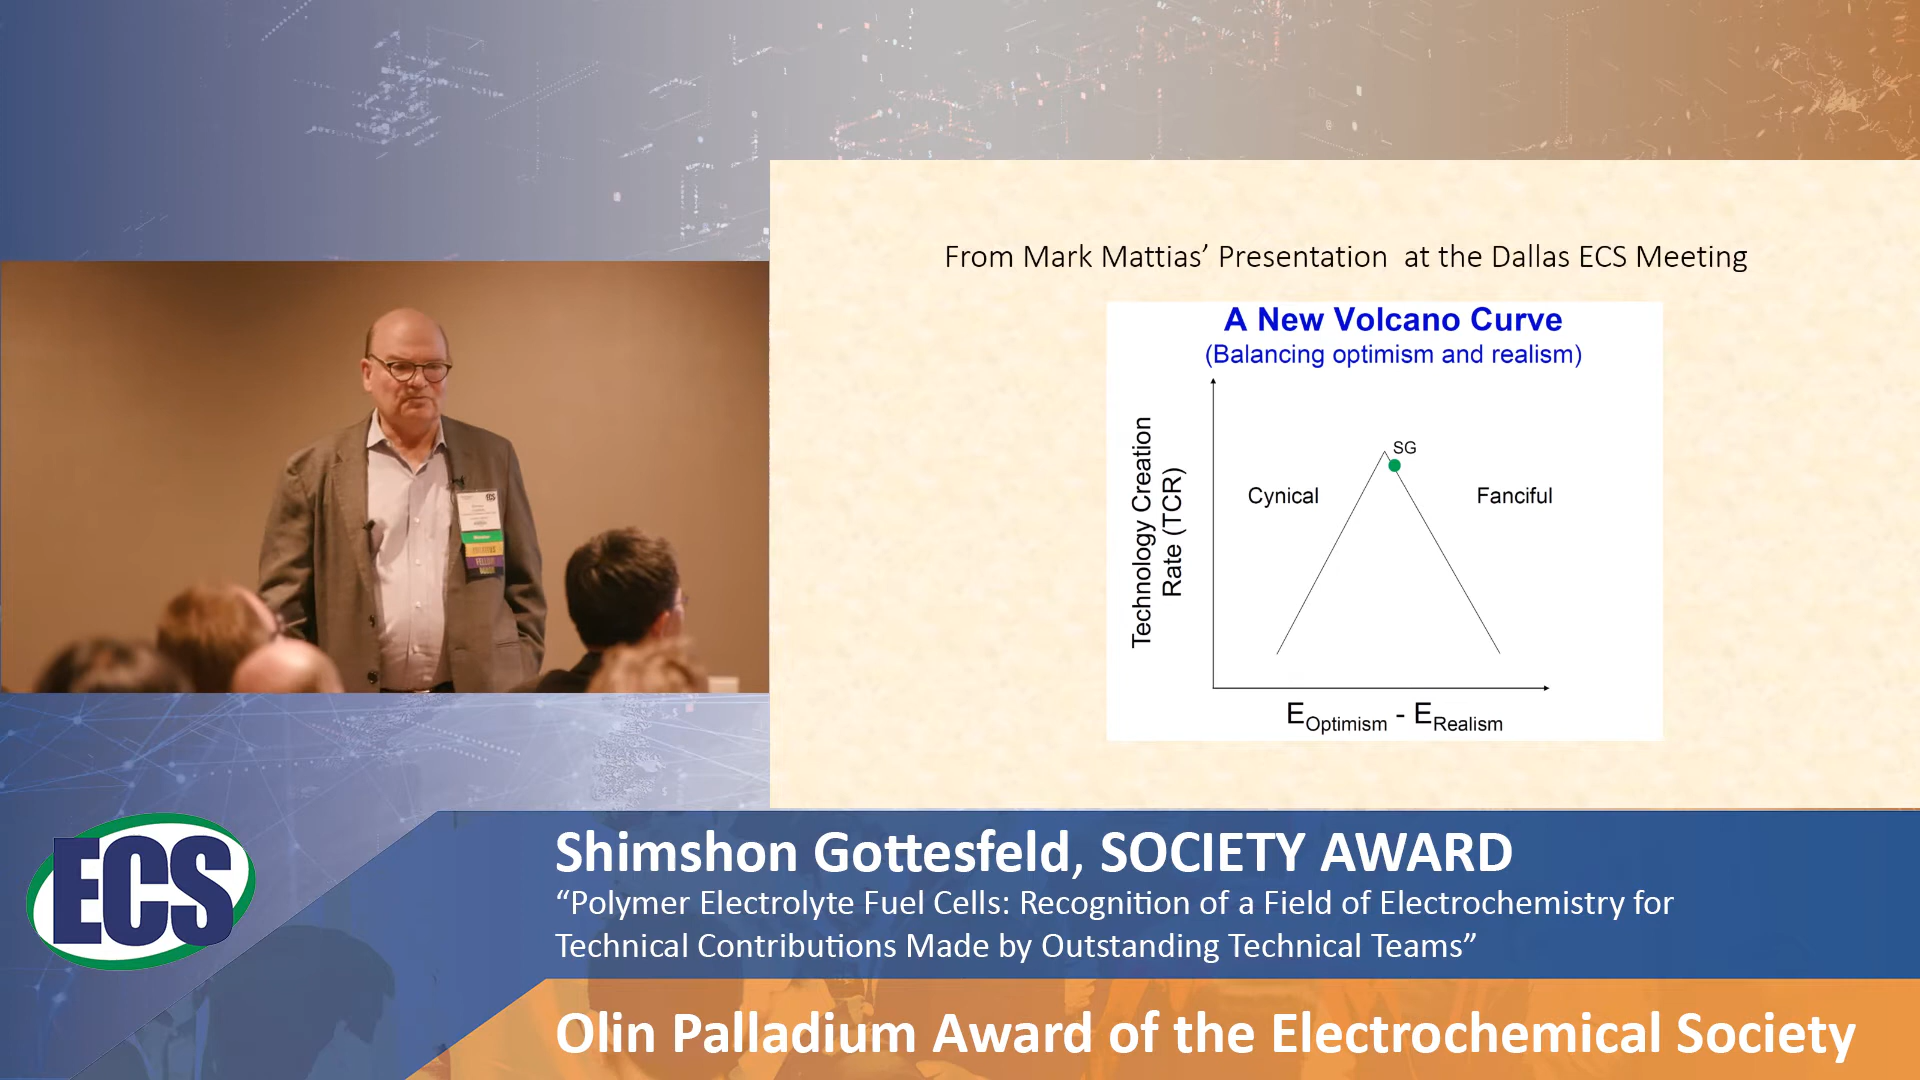 From Mark Mattias’ Presentation at the Dallas ECS Meeting
A New Volcano Curve
(Balancing optimism and realism)
Technology Creation
Rate (TCR)
SG
Cynical
Fanciful
EOptimism - ERealism
ECS
ECS
Shimshon Gottesfeld, SOCIETY AWARD
“Polymer Electrolyte Fuel Cells: Recognition of a Field of Electrochemistry for
Technical Contributions Made by Outstanding Technical Teams”
Olin Palladium Award of the Electrochemical Society